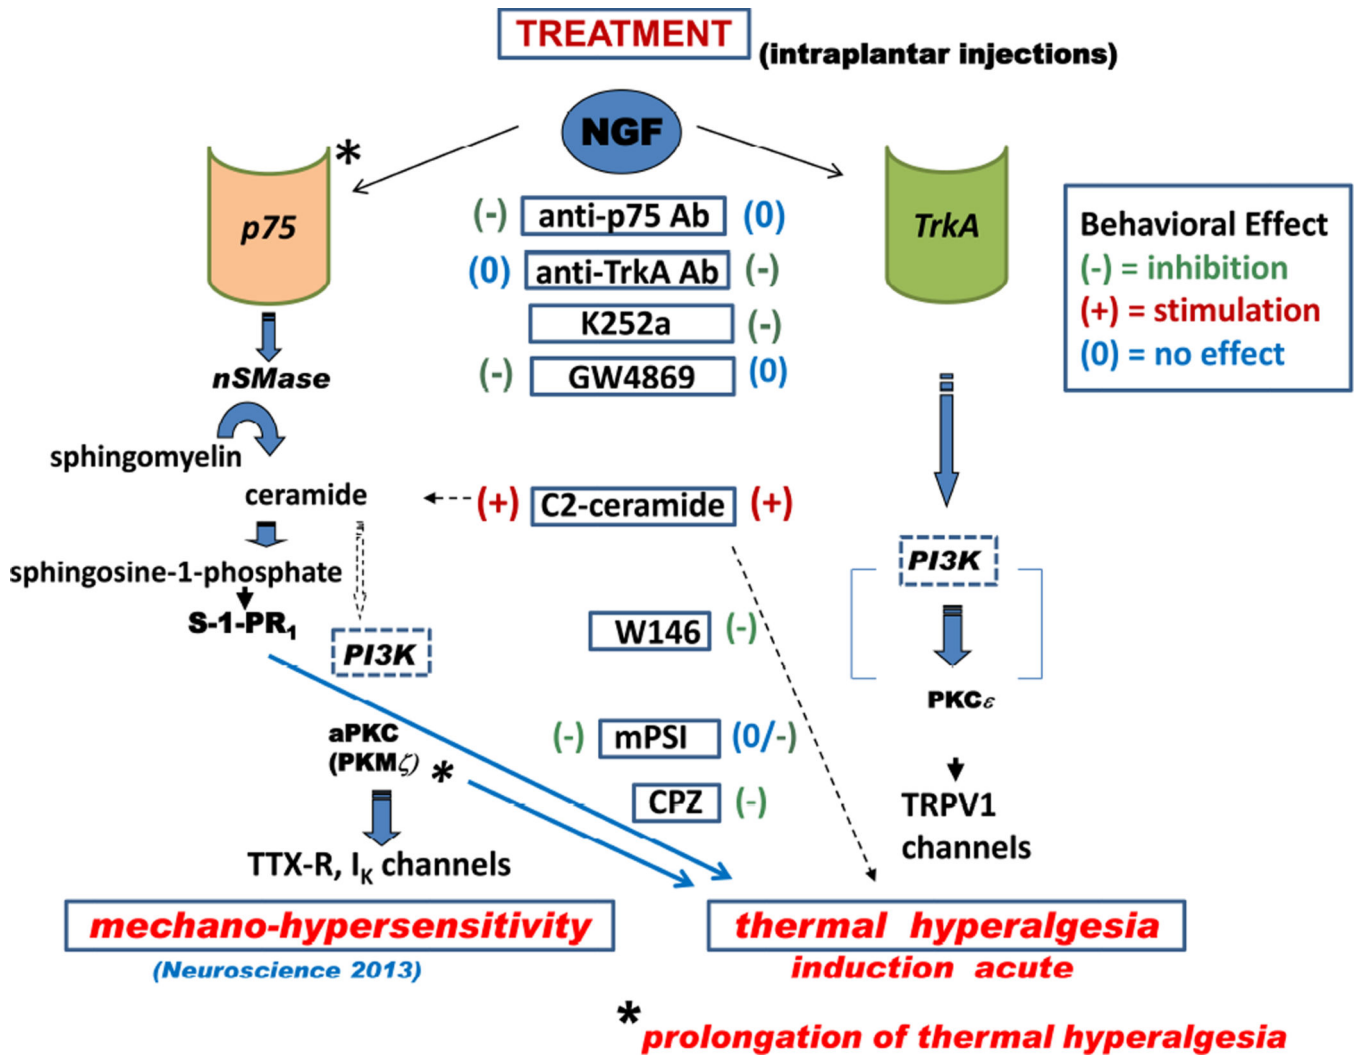 TREATMENT
(intraplantar injections)
NGF
*
p75
TrkA
(-) anti-p75 Ab (0)
(0) anti-TrkA Ab (-)
K252a (-)
(-) GW4869 (0)
Behavioral Effect
(-) = inhibition
(+) = stimulation
(0) = no effect
nSMase
sphingomyelin
ceramide
(+) C2-ceramide (+)
sphingosine-1-phosphate
S-1-PR₁
PI3K
PI3K
W146 (-)
PKCε
aPKC
(PKMζ) *
(-) mPSI (0/-)
CPZ (-)
TRPV1
channels
TTX-R, I_K channels
mechano-hypersensitivity
(Neuroscience 2013)
thermal hyperalgesia
induction acute
*prolongation of thermal hyperalgesia